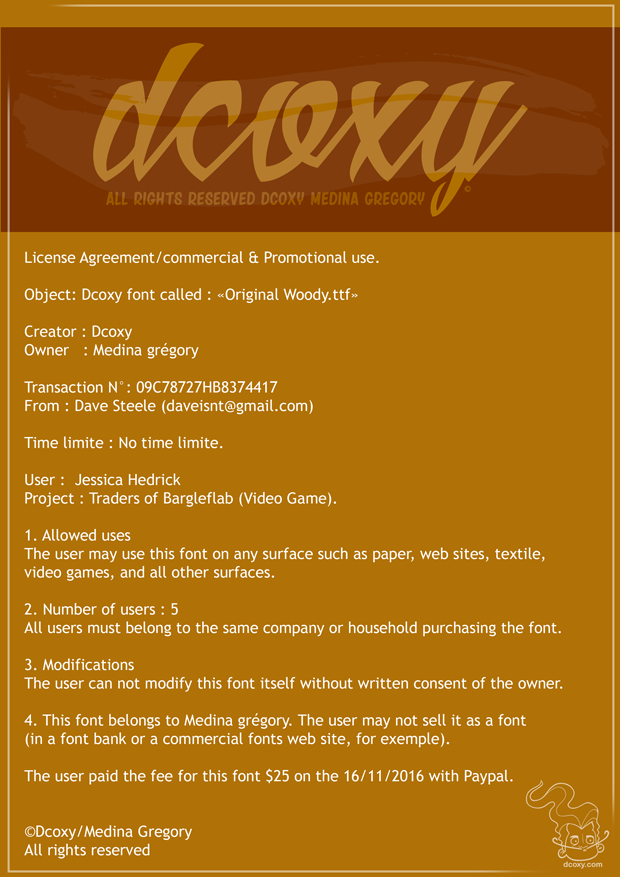 dcoxy
ALL RIGHTS RESERVED DCOXY MEDINA GREGORY ©
License Agreement/commercial & Promotional use.
Object: Dcoxy font called : «Original Woody.ttf»
Creator : Dcoxy
Owner : Medina grégory
Transaction N°: 09C78727HB8374417
From : Dave Steele (daveisnt@gmail.com)
Time limite : No time limite.
User : Jessica Hedrick
Project : Traders of Bargleflab (Video Game).
1. Allowed uses
The user may use this font on any surface such as paper, web sites, textile,
video games, and all other surfaces.
2. Number of users : 5
All users must belong to the same company or household purchasing the font.
3. Modifications
The user can not modify this font itself without written consent of the owner.
4. This font belongs to Medina grégory. The user may not sell it as a font
(in a font bank or a commercial fonts web site, for exemple).
The user paid the fee for this font $25 on the 16/11/2016 with Paypal.
©Dcoxy/Medina Gregory
All rights reserved
dcoxy.com